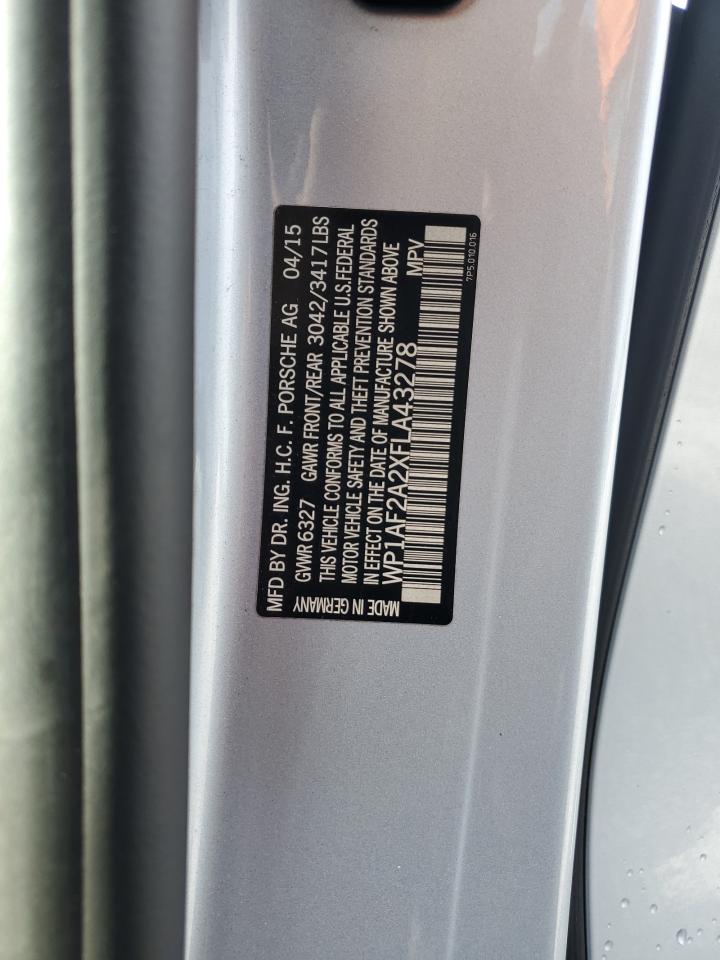 MFD BY DR. ING. H.C. F. PORSCHE AG 04/15
GVWR 6327 GAWR FRONT/REAR 3042/3417 LBS
THIS VEHICLE CONFORMS TO ALL APPLICABLE U.S. FEDERAL
MOTOR VEHICLE SAFETY AND THEFT PREVENTION STANDARDS
IN EFFECT ON THE DATE OF MANUFACTURE SHOWN ABOVE
MADE IN GERMANY
WP1AF2A2XFLA43278
MPV
7P5.010.016